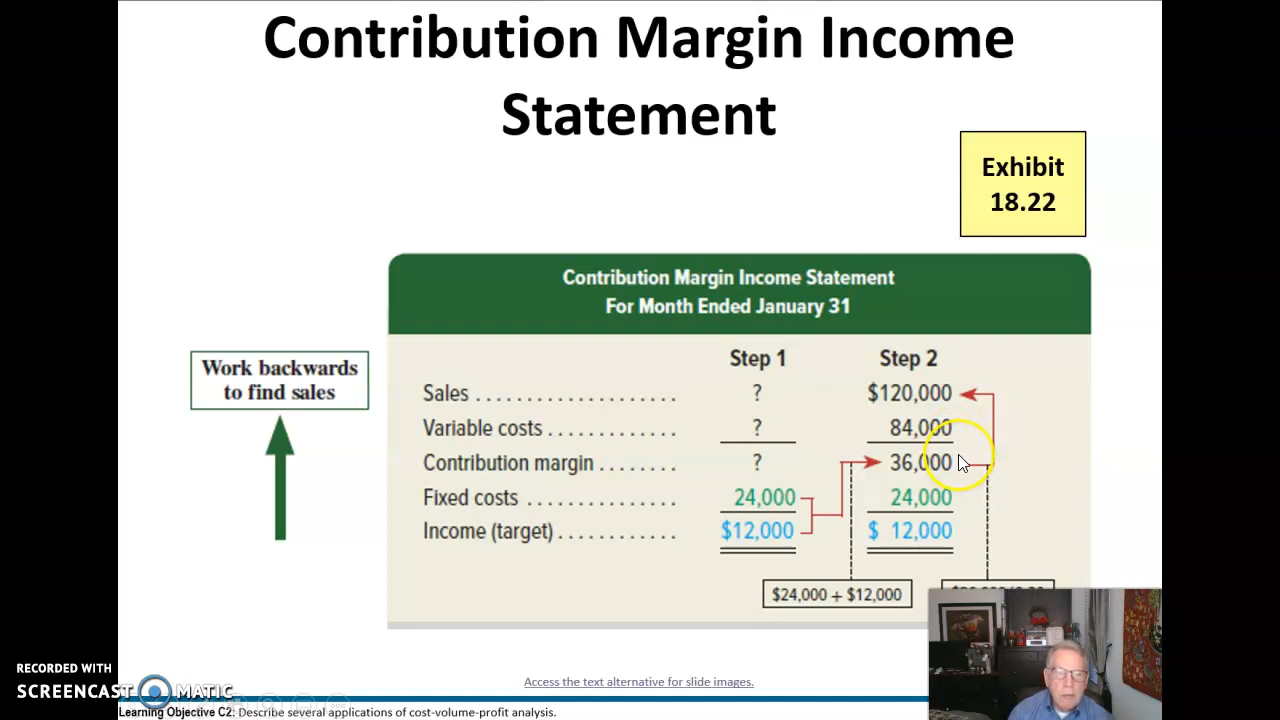 Contribution Margin Income
Statement
Exhibit
18.22
Contribution Margin Income Statement
For Month Ended January 31
Work backwards
to find sales
Step 1 Step 2
Sales . . . . . . . . . . . . . . . . . . . . ? $120,000
Variable costs . . . . . . . . . . . . . ? 84,000
Contribution margin . . . . . . . . ? 36,000
Fixed costs . . . . . . . . . . . . . . . 24,000 24,000
Income (target) . . . . . . . . . . . . $12,000 $ 12,000
$24,000 + $12,000
Access the text alternative for slide images.
RECORDED WITH
SCREENCAST MATIC
Learning Objective C2: Describe several applications of cost-volume-profit analysis.